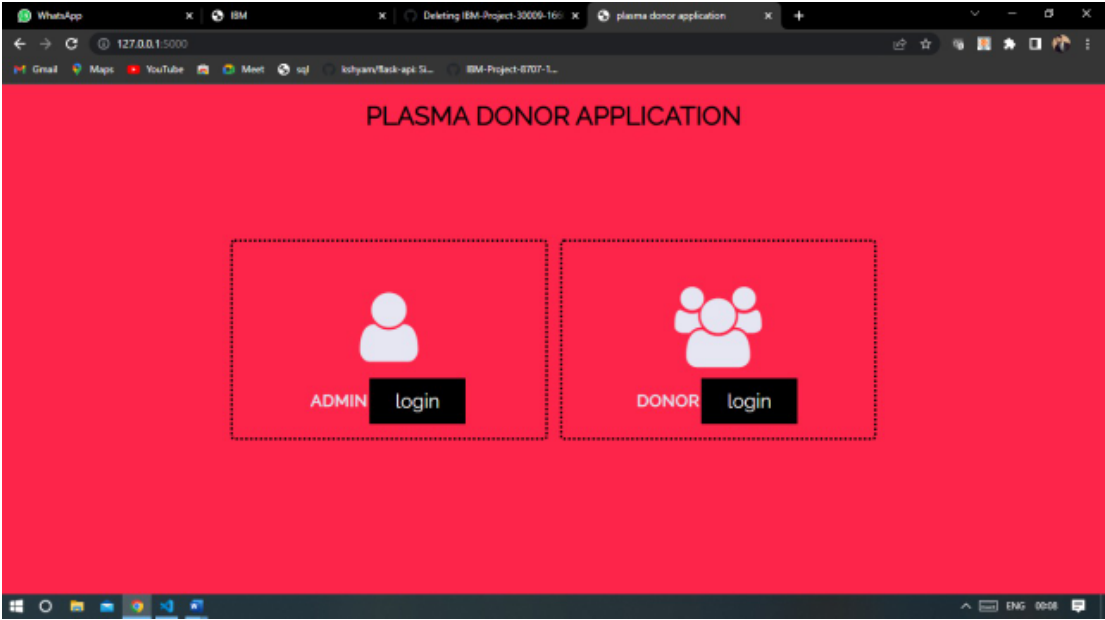 WhatsApp
IBM
Deleting IBM-Project-30009-166
plasma donor application
127.0.0.1:5000
Gmail Maps YouTube Meet sql kshyam/flask-api: Si... IBM-Project-8707-1...
PLASMA DONOR APPLICATION
ADMIN login
DONOR login
ENG 00:08